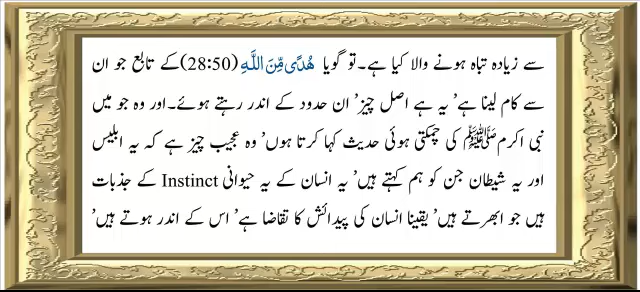 سے زیادہ تباہ ہونے والا کیا ہے۔تو گویا هُدًى مِّنَ اللَّهِ (28:50)کے تابع جو ان
سے کام لینا ہے’ یہ ہے اصل چیز’ ان حدود کے اندر رہتے ہوئے۔اور وہ جو میں
نبی اکرمﷺ کی چمکتی ہوئی حدیث کہا کرتا ہوں’ وہ عجیب چیز ہے کہ یہ ابلیس
اور یہ شیطان جن کو ہم کہتے ہیں’ یہ انسان کے یہ حیوانی Instinct کے جذبات
ہیں جو ابھرتے ہیں’ یقینا انسان کی پیدائش کا تقاضا ہے’ اس کے اندر ہوتے ہیں’